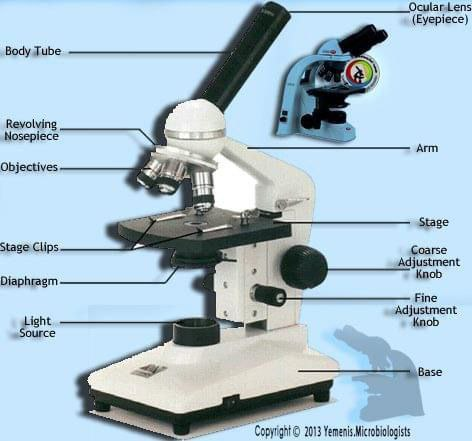 Ocular Lens
(Eyepiece)
Body Tube
Revolving
Nosepiece
Arm
Objectives
Stage
Stage Clips
Coarse
Adjustment
Knob
Diaphragm
Fine
Adjustment
Knob
Light
Source
Base
Copyright © 2013 Yemenis.Microbiologists